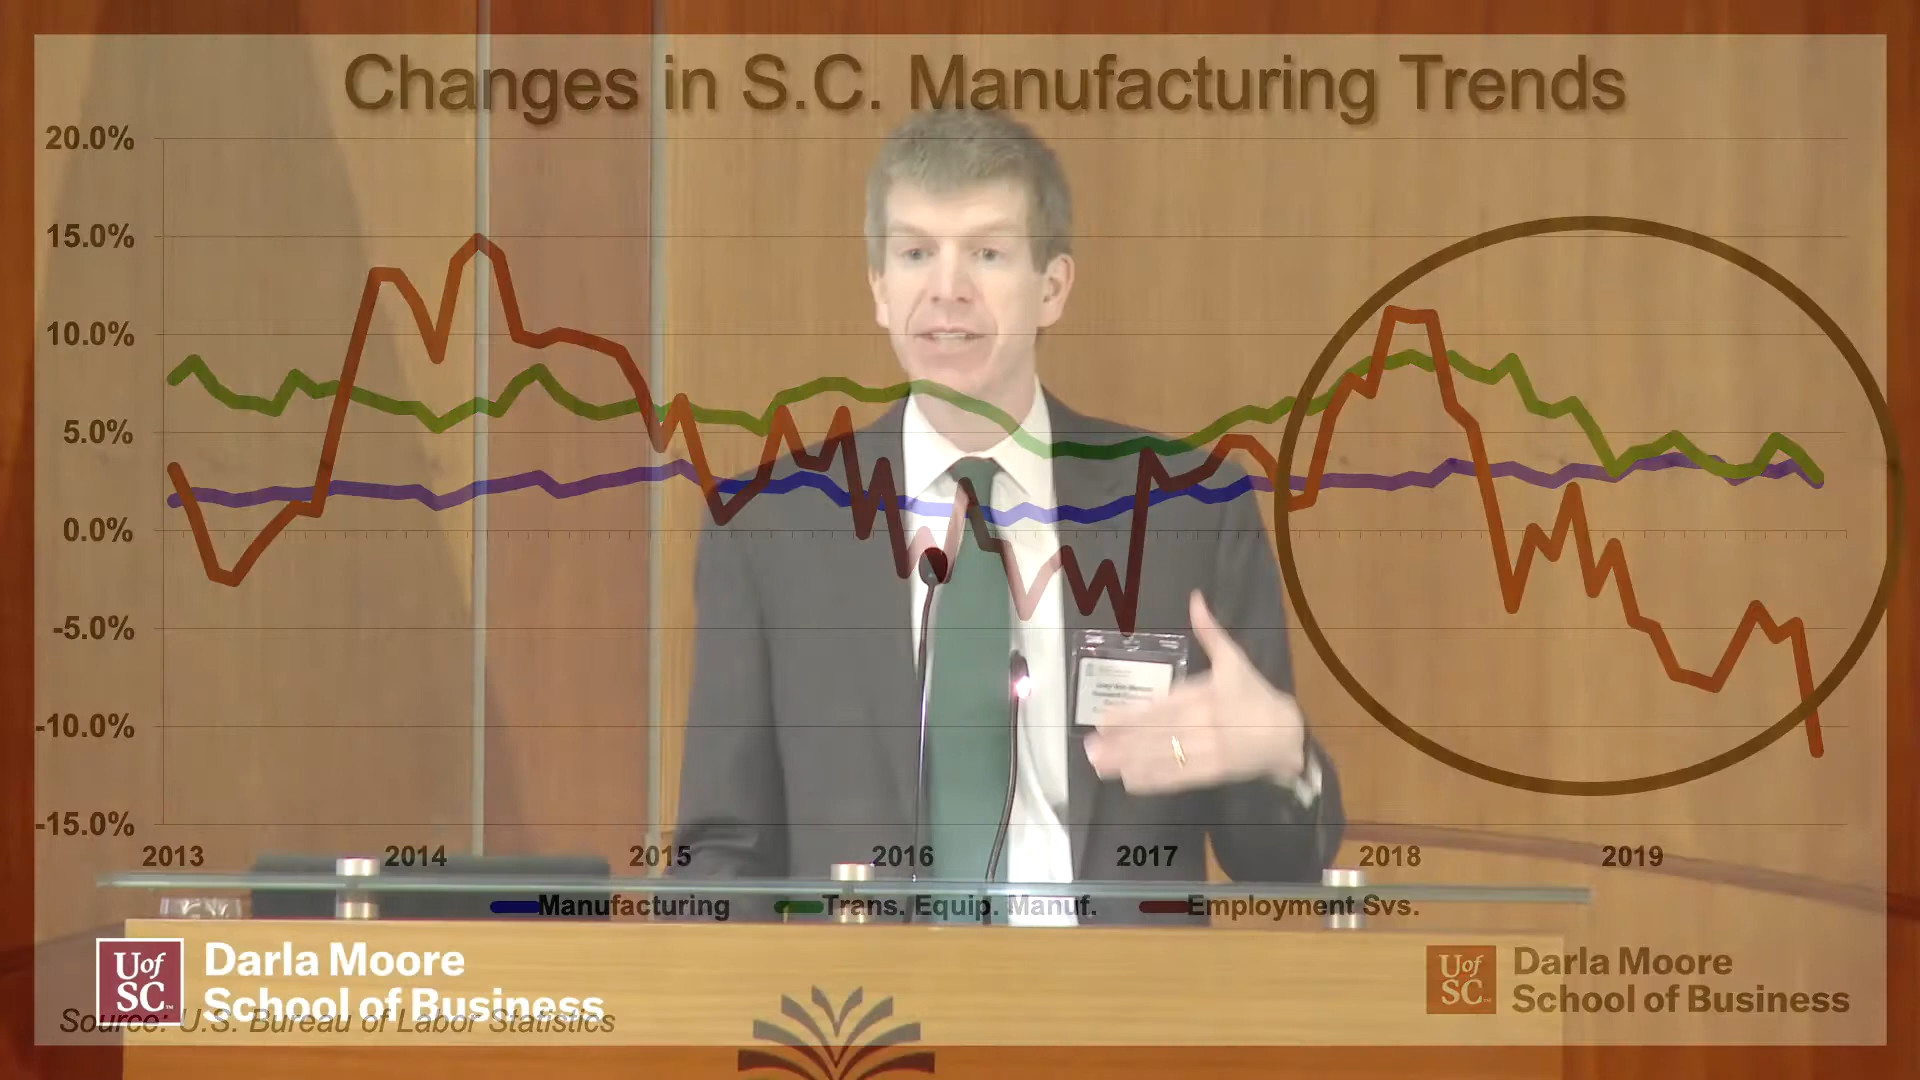 Changes in S.C. Manufacturing Trends
20.0%
15.0%
10.0%
5.0%
0.0%
-5.0%
-10.0%
-15.0%
2013 2014 2015 2016 2017 2018 2019
Manufacturing Trans. Equip. Manuf. Employment Svs.
UofSC
Darla Moore
School of Business
Source: U.S. Bureau of Labor Statistics
UofSC
Darla Moore
School of Business